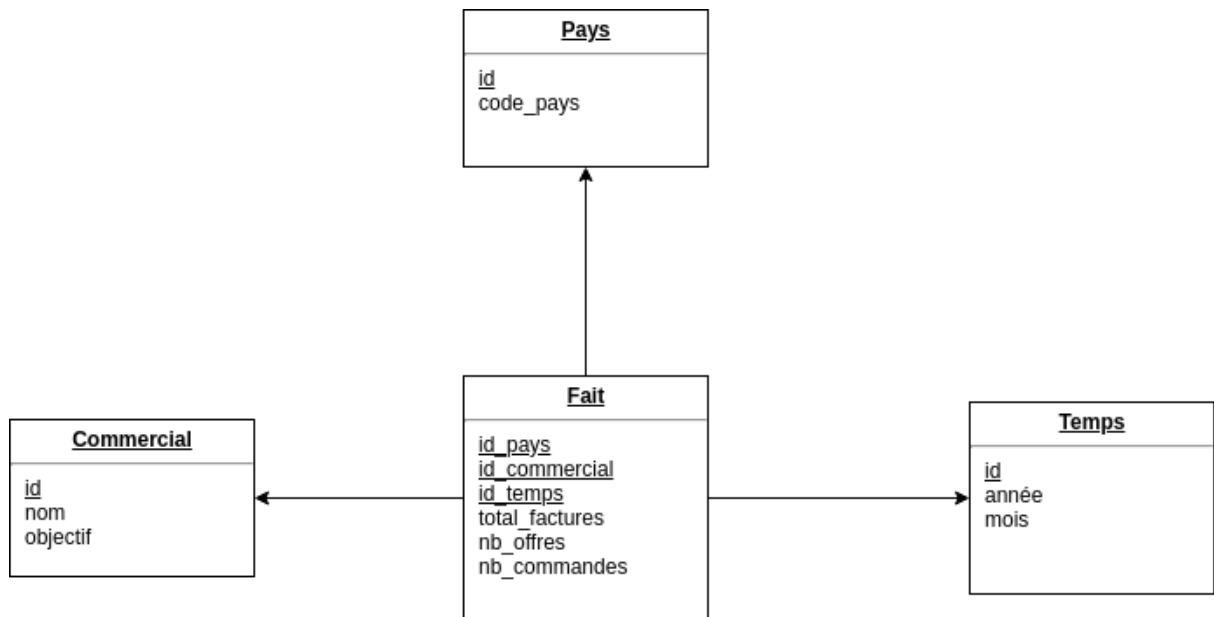 Pays
id
code_pays
Fait
id_pays
id_commercial
id_temps
total_factures
nb_offres
nb_commandes
Commercial
id
nom
objectif
Temps
id
année
mois